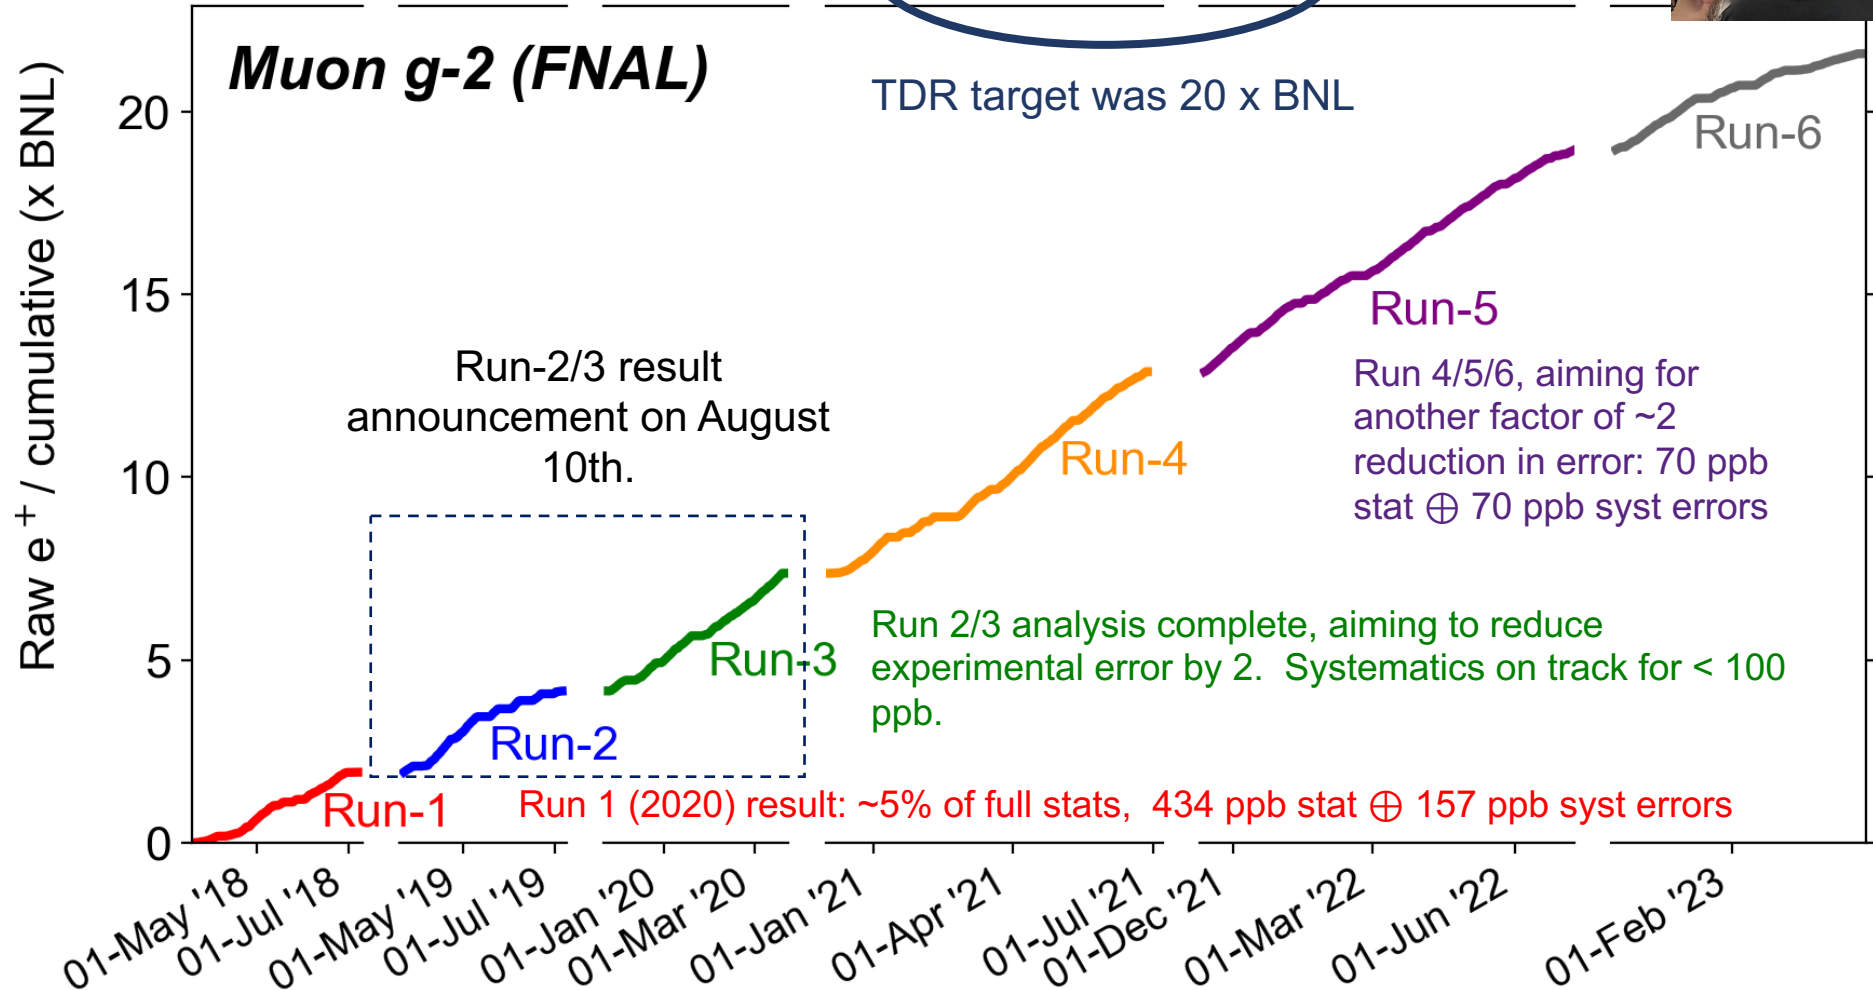 Muon g-2 (FNAL)
TDR target was 20 x BNL
Raw e⁺ / cumulative (x BNL)
20
15
10
5
0
Run-6
Run-5
Run 4/5/6, aiming for
another factor of ~2
reduction in error: 70 ppb
stat ⊕ 70 ppb syst errors
Run-2/3 result
announcement on August
10th.
Run-4
Run-3
Run 2/3 analysis complete, aiming to reduce
experimental error by 2.  Systematics on track for < 100
ppb.
Run-2
Run-1
Run 1 (2020) result: ~5% of full stats,  434 ppb stat ⊕ 157 ppb syst errors
01-May '18
01-Jul '18
01-May '19
01-Jul '19
01-Jan '20
01-Mar '20
01-Jan '21
01-Apr '21
01-Jul '21
01-Dec '21
01-Mar '22
01-Jun '22
01-Feb '23